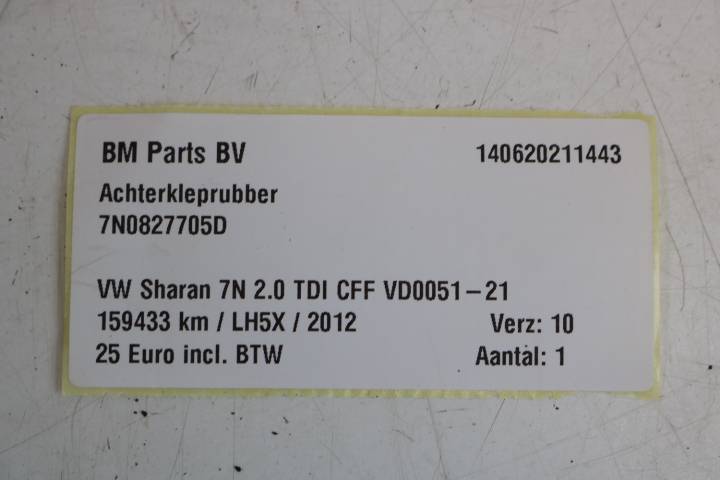 BM Parts BV 140620211443
Achterkleprubber
7N0827705D
VW Sharan 7N 2.0 TDI CFF VD0051-21
159433 km / LH5X / 2012 Verz: 10
25 Euro incl. BTW Aantal: 1